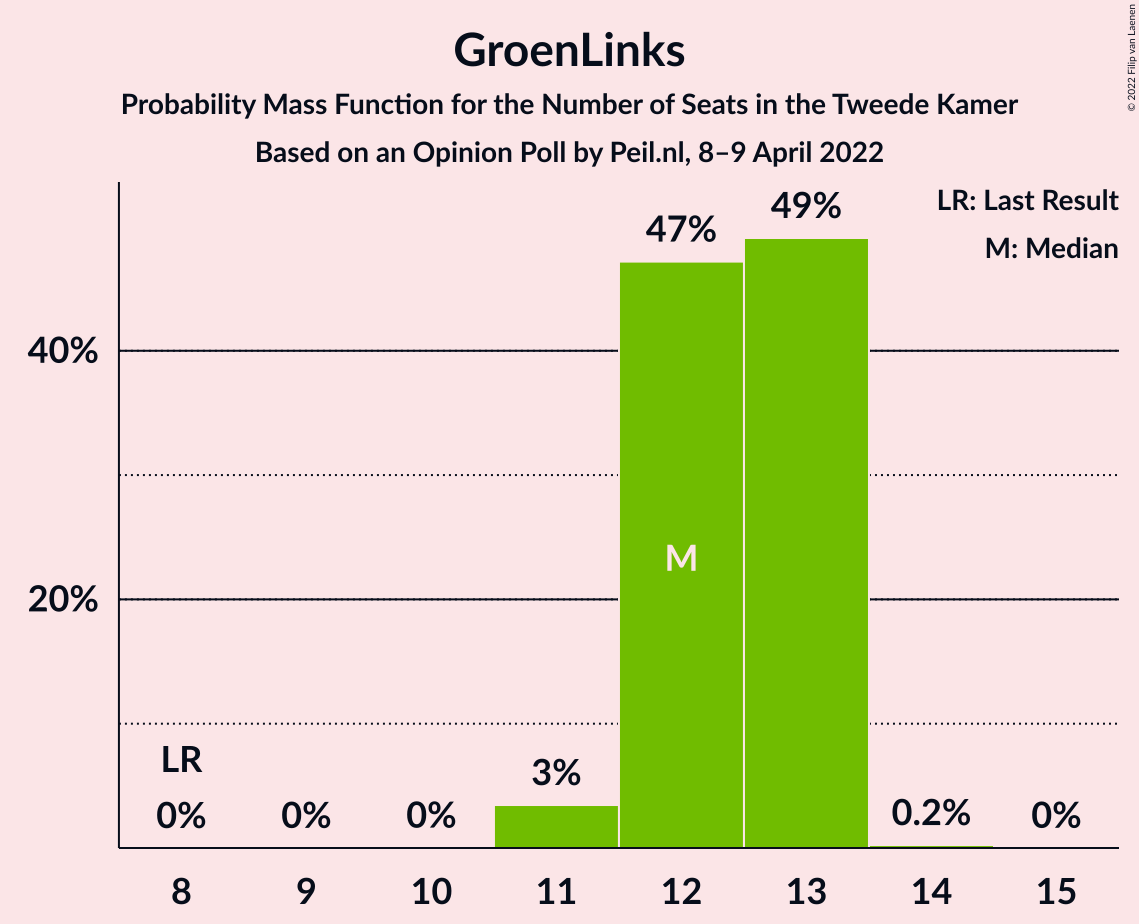 GroenLinks
Probability Mass Function for the Number of Seats in the Tweede Kamer
Based on an Opinion Poll by Peil.nl, 8–9 April 2022
© 2022 Filip van Laenen
LR: Last Result
M: Median
49%
47%
40%
M
20%
LR
0% 0% 0% 3% 0.2% 0%
8 9 10 11 12 13 14 15